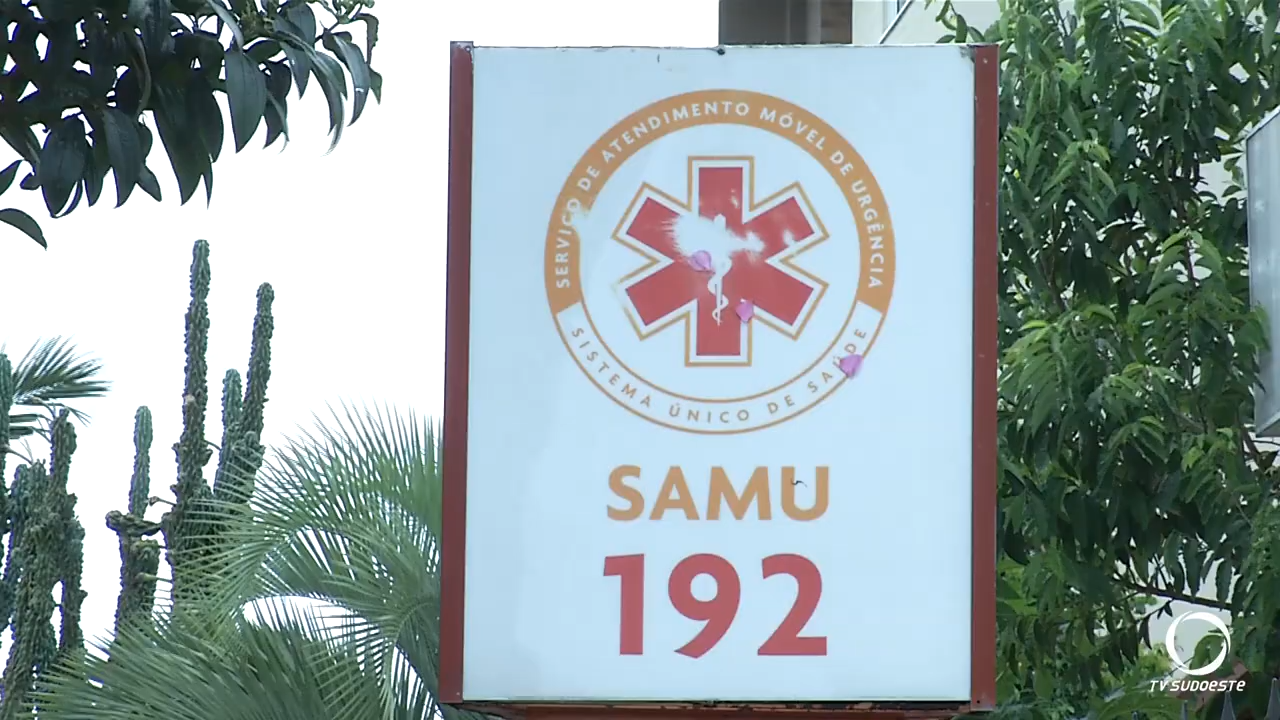 SERVIÇO DE ATENDIMENTO MÓVEL DE URGÊNCIA
SISTEMA ÚNICO DE SAÚDE
SAMU
192
TV SUDOESTE